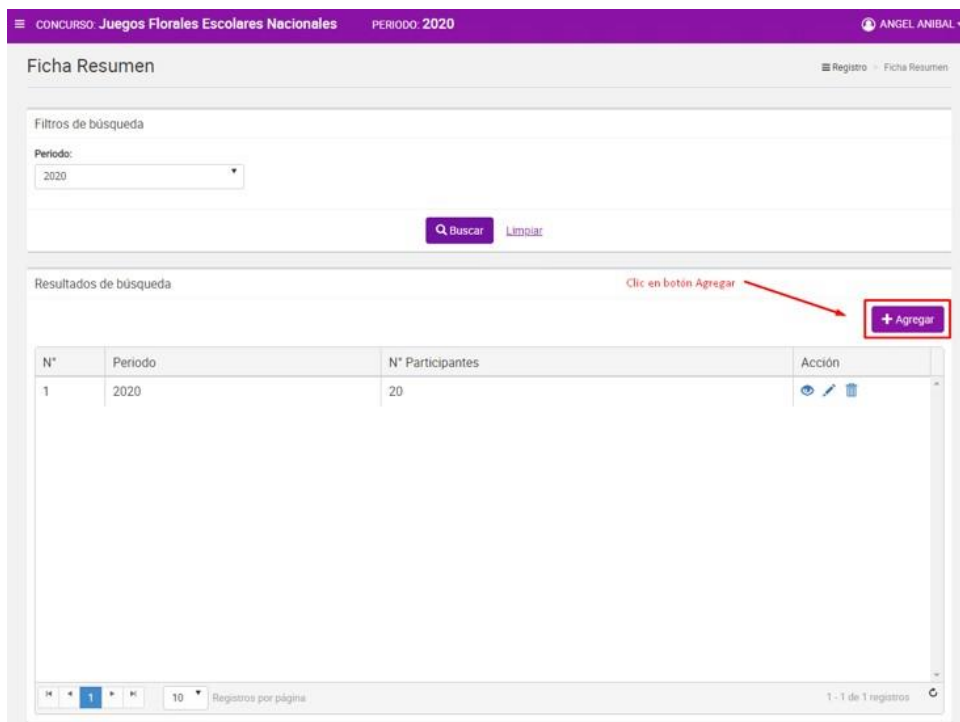 CONCURSO: Juegos Florales Escolares Nacionales PERIODO: 2020 ANGEL ANIBAL
Ficha Resumen
Registro - Ficha Resumen
Filtros de búsqueda
Periodo:
2020
Buscar Limpiar
Resultados de búsqueda
Clic en botón Agregar
+ Agregar
N° Periodo N° Participantes Acción
1 2020 20
1 10 Registros por página 1 - 1 de 1 registros